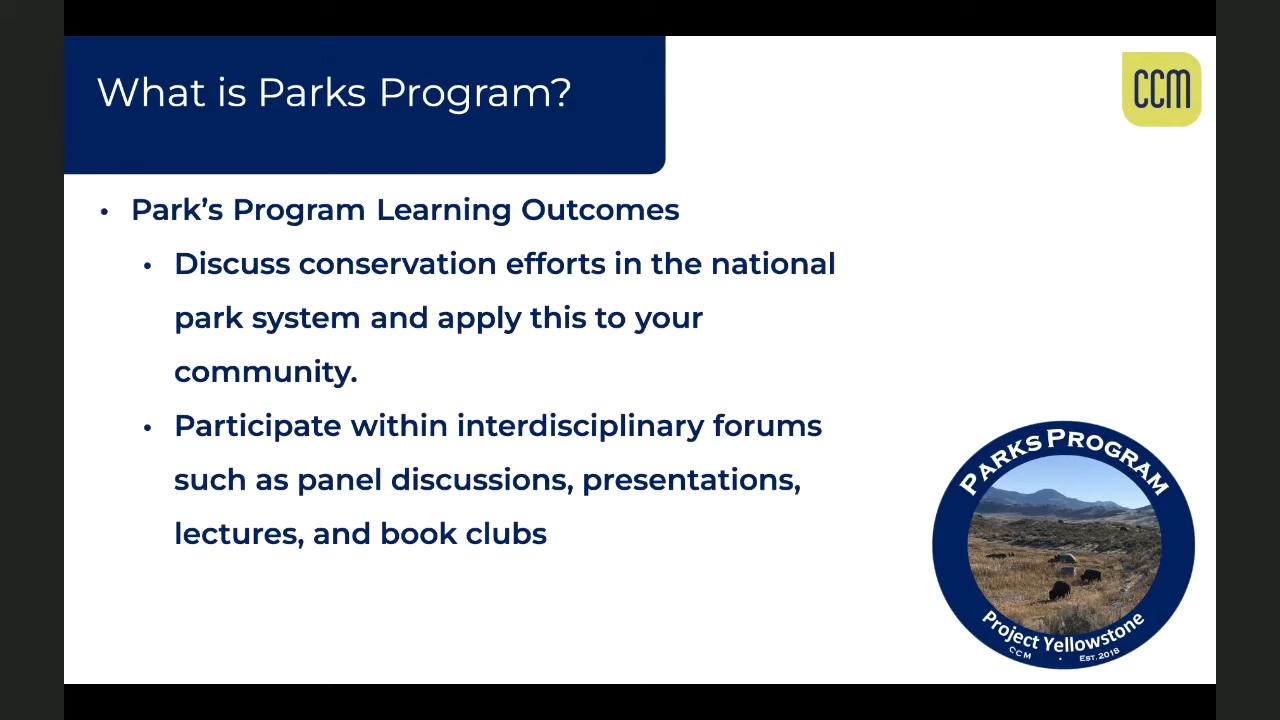 What is Parks Program?
CCM
• Park’s Program Learning Outcomes
• Discuss conservation efforts in the national
park system and apply this to your
community.
• Participate within interdisciplinary forums
such as panel discussions, presentations,
lectures, and book clubs
PARKS PROGRAM
Project Yellowstone
CCM • EST. 2018